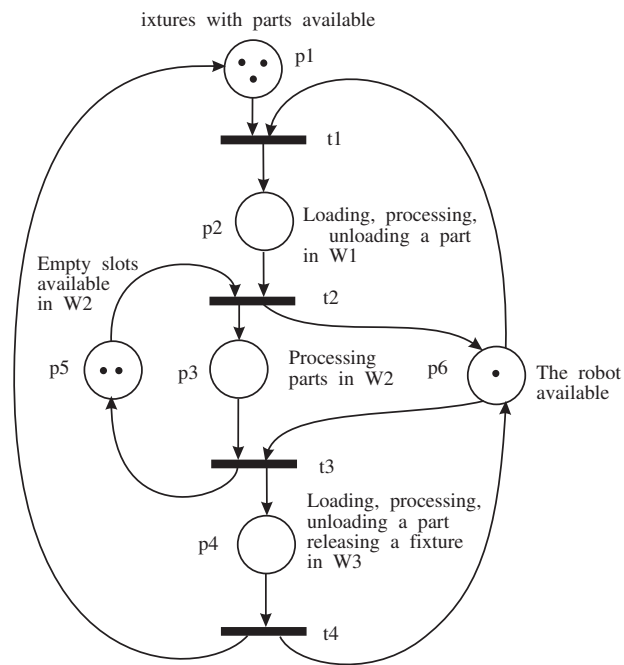 ixtures with parts available
p1
t1
p2
Loading, processing,
unloading a part
in W1
Empty slots
available
in W2
t2
p5
p3
Processing
parts in W2
p6
The robot
available
t3
Loading, processing,
unloading a part
releasing a fixture
in W3
p4
t4